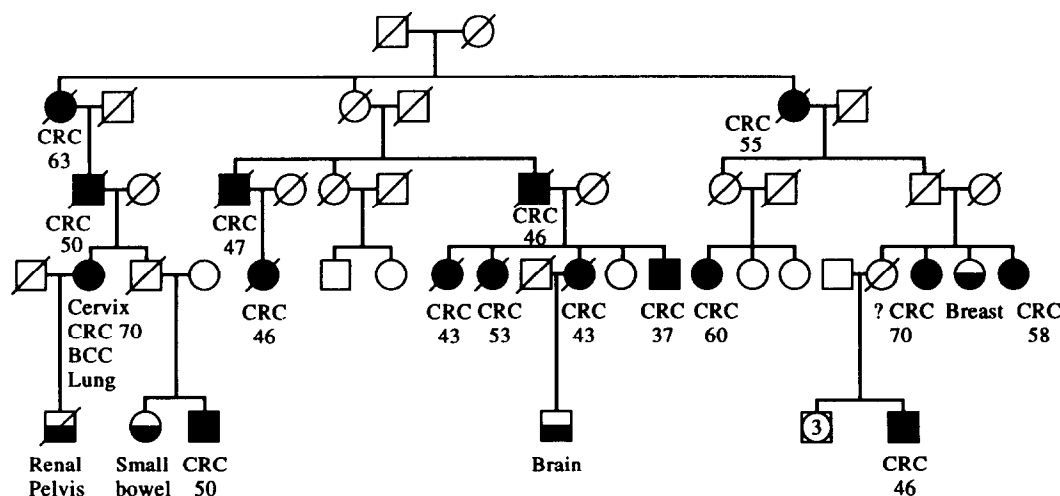 CRC
63
CRC
55
CRC
50
CRC
47
CRC
46
Cervix
CRC 70
BCC
Lung
CRC
46
CRC
43
CRC
53
CRC
43
CRC
37
CRC
60
? CRC
70
Breast
CRC
58
Renal
Pelvis
Small
bowel
CRC
50
Brain
3
CRC
46